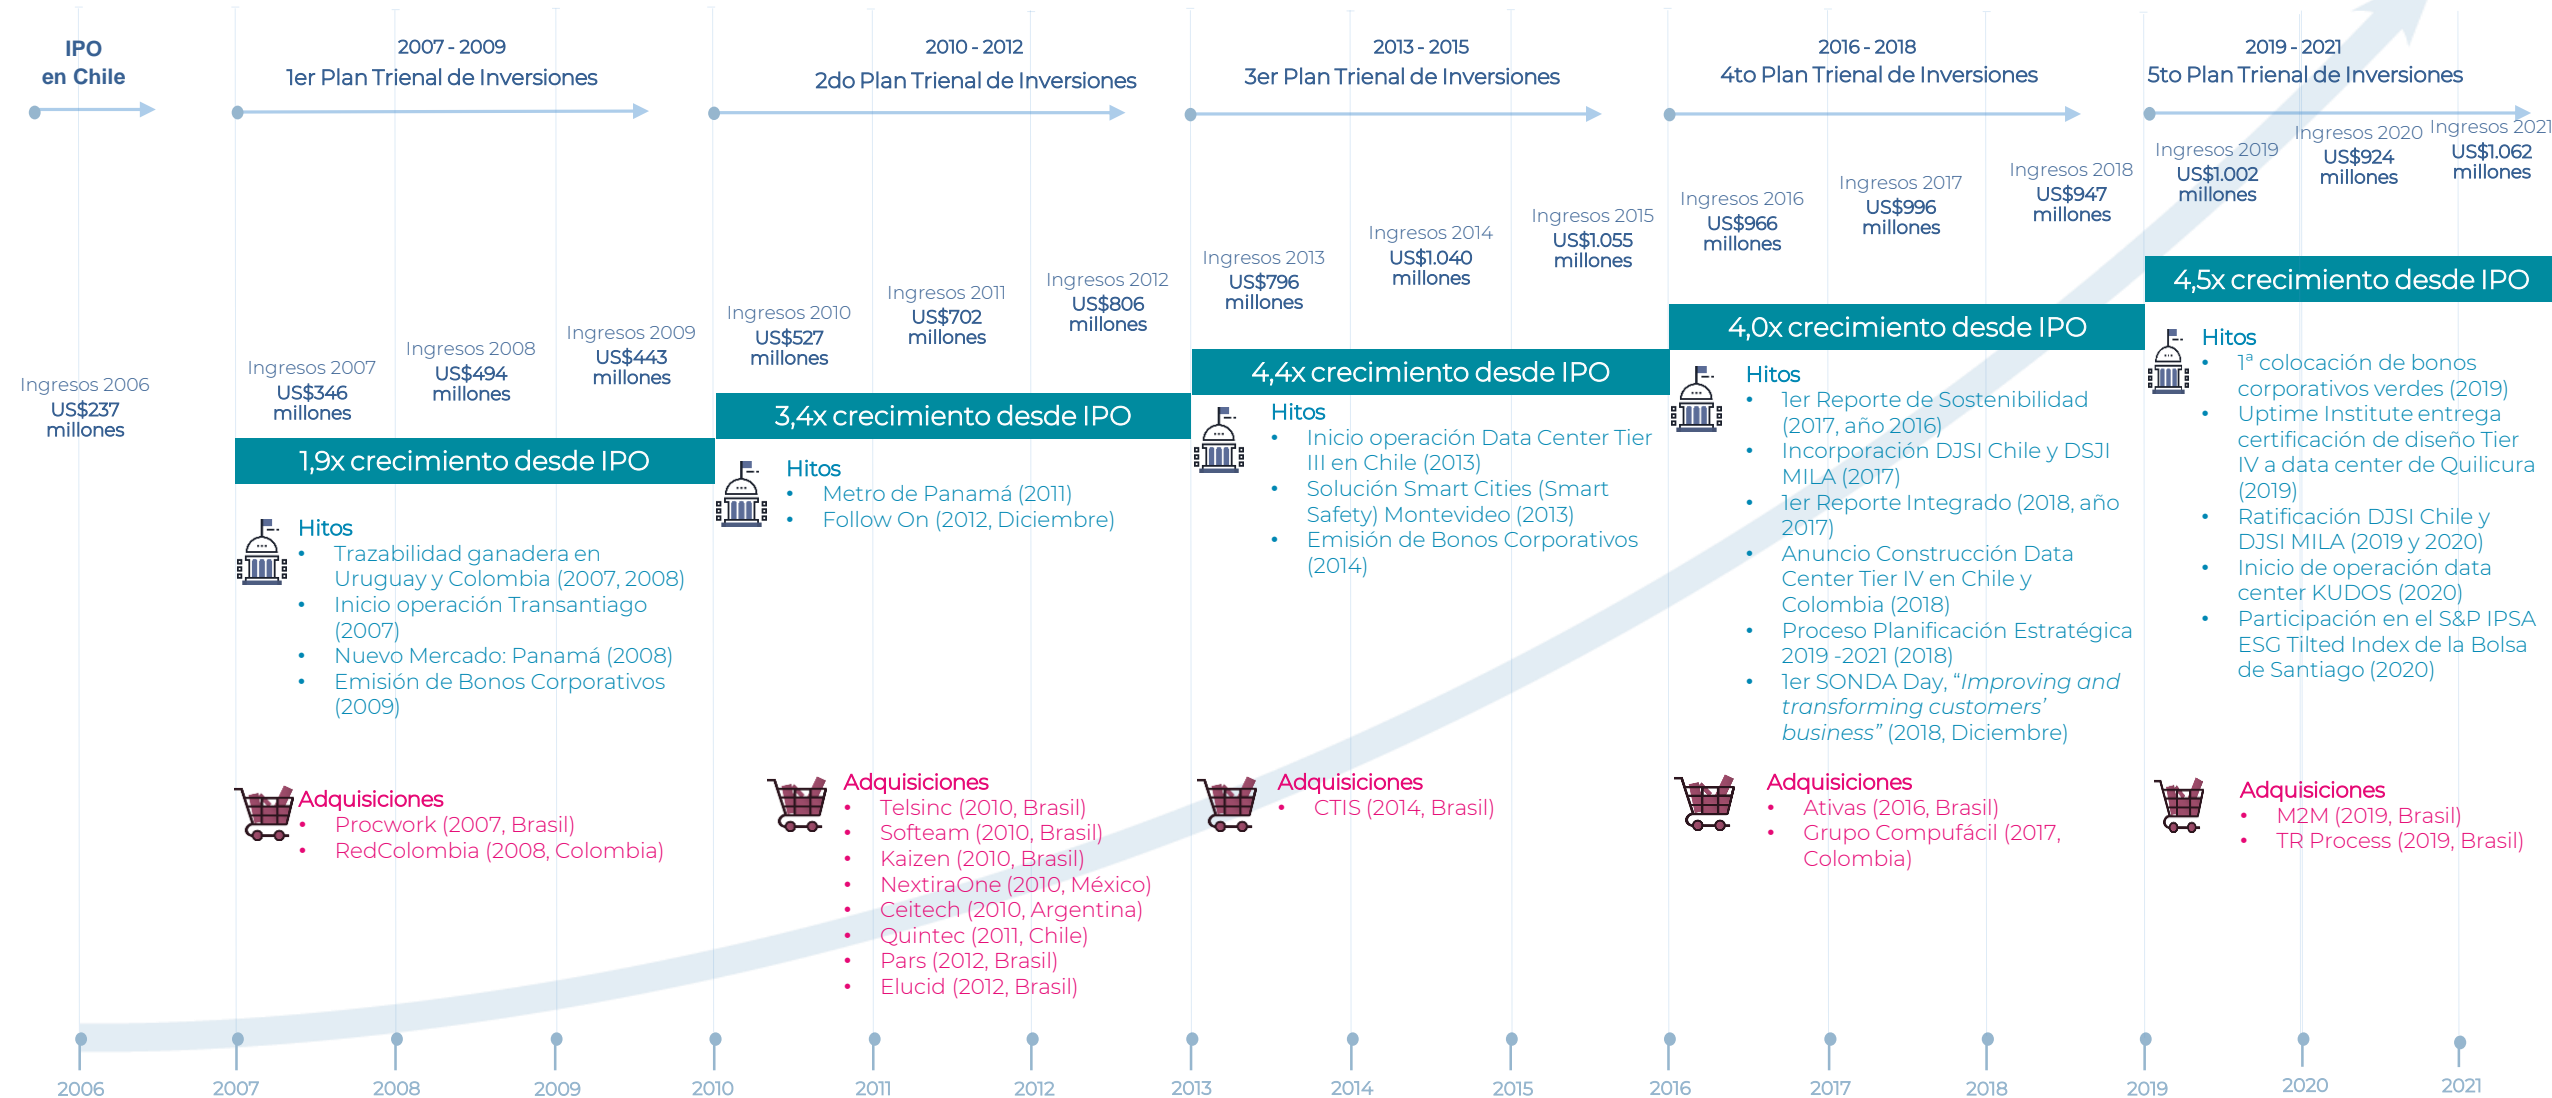 IPO
en Chile
Ingresos 2006
US$237
millones
2007 - 2009
1er Plan Trienal de Inversiones
Ingresos 2007
US$346
millones
Ingresos 2008
US$494
millones
Ingresos 2009
US$443
millones
1,9x crecimiento desde IPO
Hitos
• Trazabilidad ganadera en
Uruguay y Colombia (2007, 2008)
• Inicio operación Transantiago
(2007)
• Nuevo Mercado: Panamá (2008)
• Emisión de Bonos Corporativos
(2009)
Adquisiciones
• Procwork (2007, Brasil)
• RedColombia (2008, Colombia)
2010 - 2012
2do Plan Trienal de Inversiones
Ingresos 2010
US$527
millones
Ingresos 2011
US$702
millones
Ingresos 2012
US$806
millones
3,4x crecimiento desde IPO
Hitos
• Metro de Panamá (2011)
• Follow On (2012, Diciembre)
Adquisiciones
• Telsinc (2010, Brasil)
• Softeam (2010, Brasil)
• Kaizen (2010, Brasil)
• NextiraOne (2010, México)
• Ceitech (2010, Argentina)
• Quintec (2011, Chile)
• Pars (2012, Brasil)
• Elucid (2012, Brasil)
2013 - 2015
3er Plan Trienal de Inversiones
Ingresos 2013
US$796
millones
Ingresos 2014
US$1.040
millones
Ingresos 2015
US$1.055
millones
4,4x crecimiento desde IPO
Hitos
• Inicio operación Data Center Tier
III en Chile (2013)
• Solución Smart Cities (Smart
Safety) Montevideo (2013)
• Emisión de Bonos Corporativos
(2014)
Adquisiciones
• CTIS (2014, Brasil)
2016 - 2018
4to Plan Trienal de Inversiones
Ingresos 2016
US$966
millones
Ingresos 2017
US$996
millones
Ingresos 2018
US$947
millones
4,0x crecimiento desde IPO
Hitos
• 1er Reporte de Sostenibilidad
(2017, año 2016)
• Incorporación DJSI Chile y DSJI
MILA (2017)
• 1er Reporte Integrado (2018, año
2017)
• Anuncio Construcción Data
Center Tier IV en Chile y
Colombia (2018)
• Proceso Planificación Estratégica
2019 -2021 (2018)
• 1er SONDA Day, “Improving and
transforming customers’
business” (2018, Diciembre)
Adquisiciones
• Ativas (2016, Brasil)
• Grupo Compufácil (2017,
Colombia)
2019 - 2021
5to Plan Trienal de Inversiones
Ingresos 2019
US$1.002
millones
Ingresos 2020
US$924
millones
Ingresos 2021
US$1.062
millones
4,5x crecimiento desde IPO
Hitos
• 1ª colocación de bonos
corporativos verdes (2019)
• Uptime Institute entrega
certificación de diseño Tier
IV a data center de Quilicura
(2019)
• Ratificación DJSI Chile y
DJSI MILA (2019 y 2020)
• Inicio de operación data
center KUDOS (2020)
• Participación en el S&P IPSA
ESG Tilted Index de la Bolsa
de Santiago (2020)
Adquisiciones
• M2M (2019, Brasil)
• TR Process (2019, Brasil)
2006
2007
2008
2009
2010
2011
2012
2013
2014
2015
2016
2017
2018
2019
2020
2021